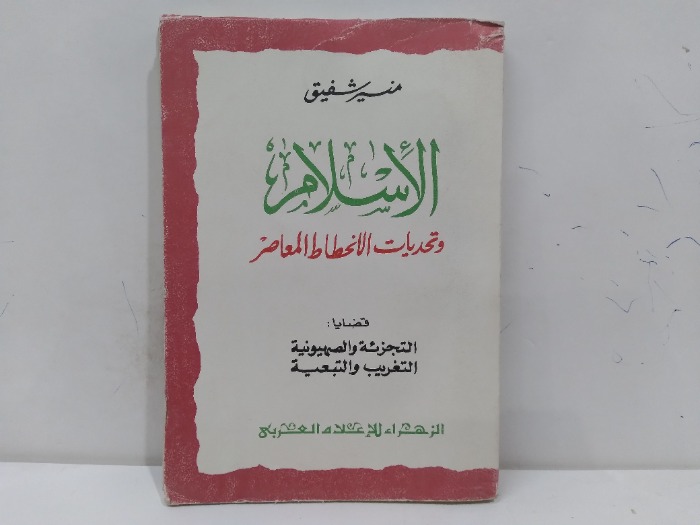 منير شفيق
الإسلام
وتحديات الانحطاط المعاصر
قضايا:
التجزئة والصهيونية
التغريب والتبعية
الزهراء للإعلام العربي